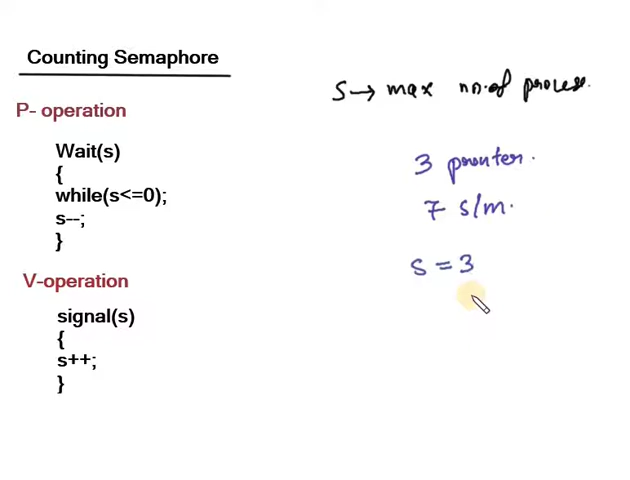 Counting Semaphore
P- operation
Wait(s)
{
while(s<=0);
s--;
}
V-operation
signal(s)
{
s++;
}
S → max no. of process.
3 printer.
7 s/m.
S = 3